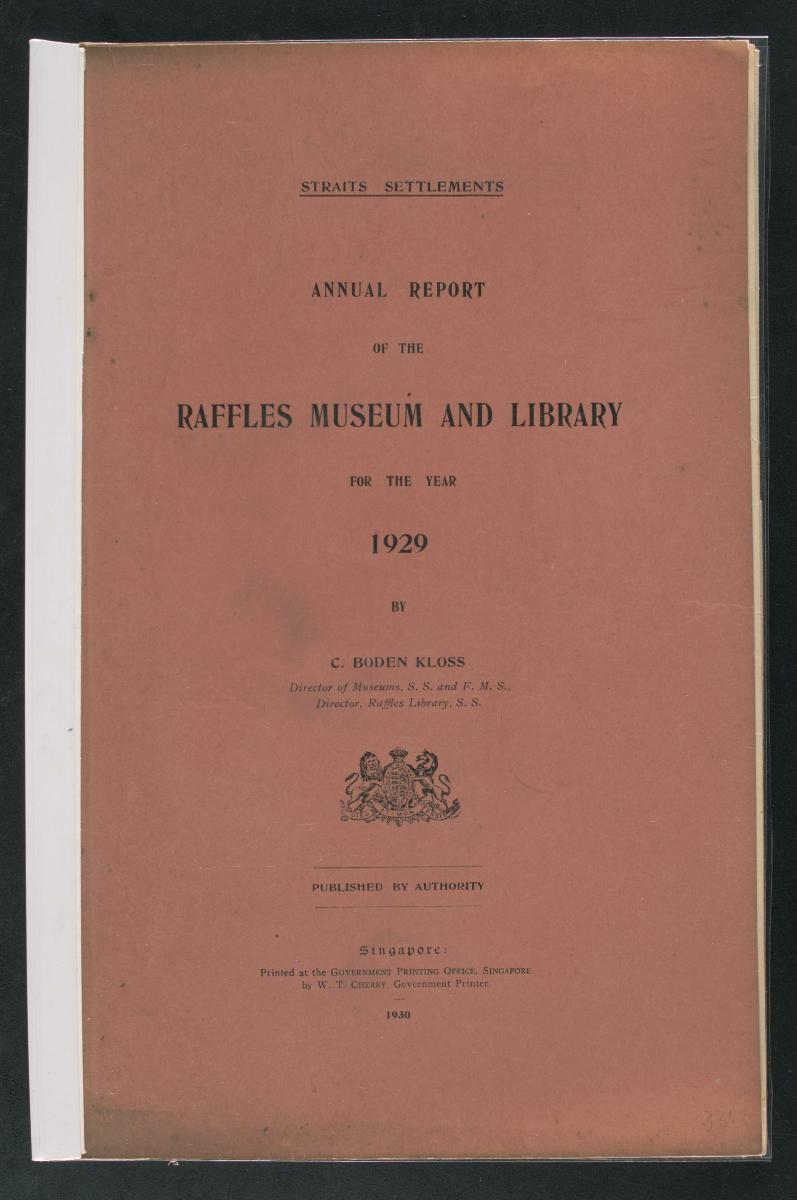 STRAITS SETTLEMENTS
ANNUAL REPORT
OF THE
RAFFLES MUSEUM AND LIBRARY
FOR THE YEAR
1929
BY
C. BODEN KLOSS
Director of Museums, S. S. and F. M. S.,
Director, Raffles Library, S. S.
PUBLISHED BY AUTHORITY
Singapore:
Printed at the GOVERNMENT PRINTING OFFICE, SINGAPORE
by W. T. CHERRY, Government Printer.
1930